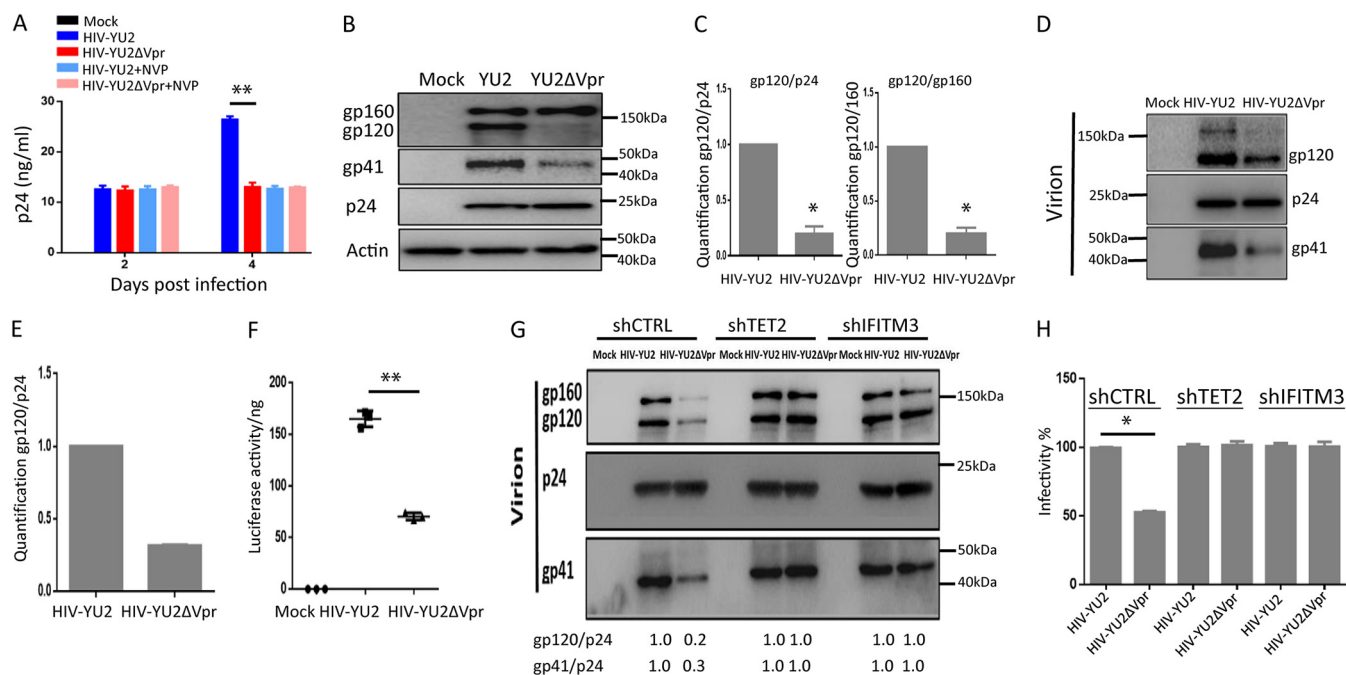 A
Mock
HIV-YU2
HIV-YU2ΔVpr
HIV-YU2+NVP
HIV-YU2ΔVpr+NVP
p24 (ng/ml)
30
20
10
0
**
2
4
Days post infection
B
Mock YU2 YU2ΔVpr
gp160
gp120
gp41
p24
Actin
150kDa
50kDa
40kDa
25kDa
50kDa
40kDa
C
gp120/p24
Quantification gp120/p24
1.5
1.0
0.5
0.0
*
HIV-YU2 HIV-YU2ΔVpr
gp120/gp160
Quantification gp120/160
1.5
1.0
0.5
0.0
*
HIV-YU2 HIV-YU2ΔVpr
D
Mock HIV-YU2 HIV-YU2ΔVpr
Virion
150kDa
25kDa
50kDa
40kDa
gp120
p24
gp41
E
Quantification gp120/p24
1.5
1.0
0.5
0.0
HIV-YU2 HIV-YU2ΔVpr
F
Luciferase activity/ng
200
150
100
50
0
**
Mock HIV-YU2 HIV-YU2ΔVpr
G
shCTRL shTET2 shIFITM3
Mock HIV-YU2 HIV-YU2ΔVpr Mock HIV-YU2 HIV-YU2ΔVpr Mock HIV-YU2 HIV-YU2ΔVpr
Virion
gp160
gp120
p24
gp41
150kDa
25kDa
50kDa
40kDa
gp120/p24 1.0 0.2 1.0 1.0 1.0 1.0
gp41/p24 1.0 0.3 1.0 1.0 1.0 1.0
H
shCTRL shTET2 shIFITM3
*
Infectivity %
150
100
50
0
HIV-YU2
HIV-YU2ΔVpr
HIV-YU2
HIV-YU2ΔVpr
HIV-YU2
HIV-YU2ΔVpr